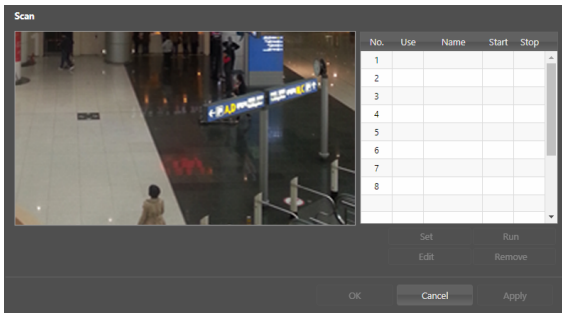 Scan
No. Use Name Start Stop
1
2
3
4
5
6
7
8
A,D
B,C
Set Run
Edit Remove
OK Cancel Apply